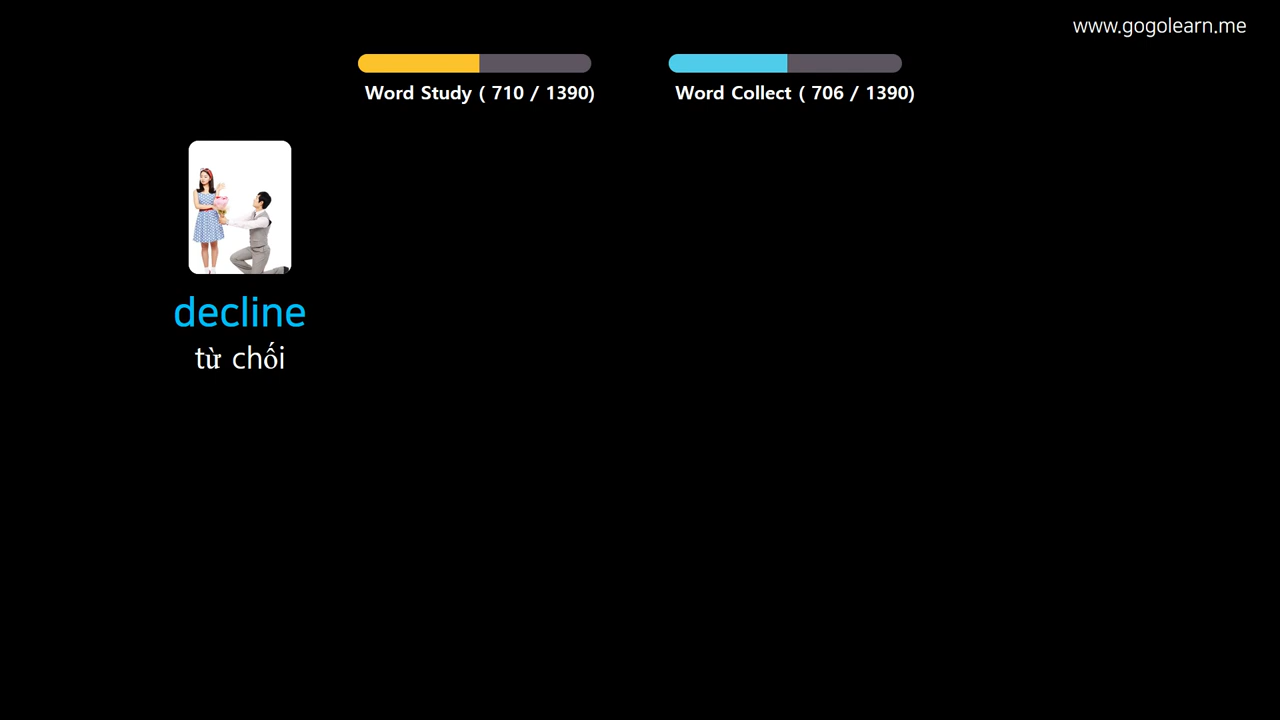 www.gogolearn.me
Word Study ( 710 / 1390)
Word Collect ( 706 / 1390)
decline
từ chối